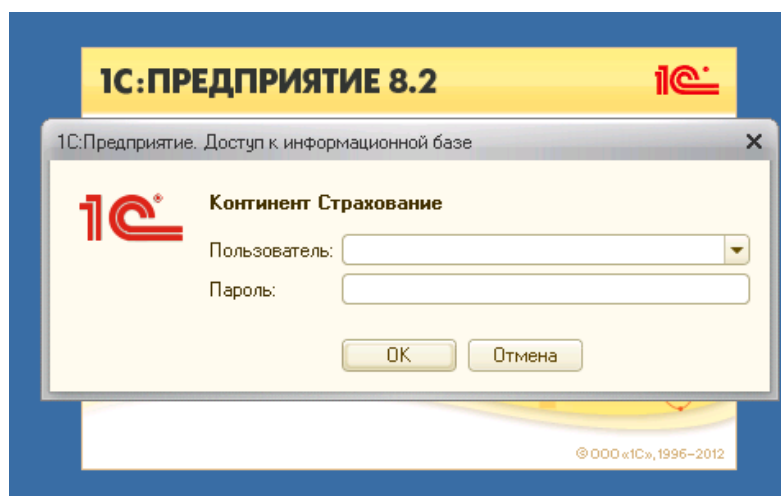 1С:ПРЕДПРИЯТИЕ 8.2
1С
1С:Предприятие. Доступ к информационной базе
1С
Континент Страхование
Пользователь:
Пароль:
OK
Отмена
© ООО «1С», 1996–2012